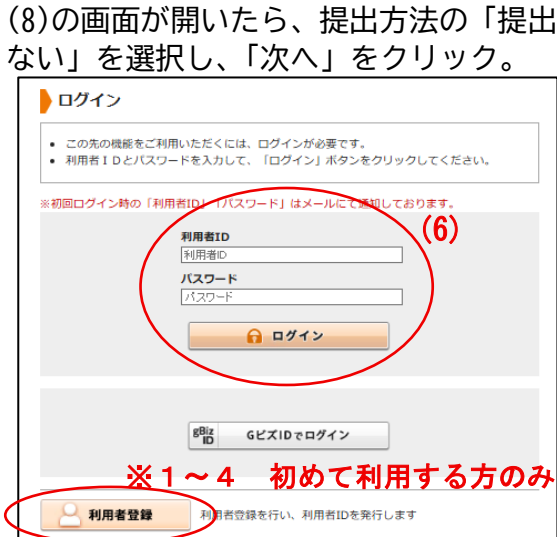 (8)の画面が開いたら、提出方法の「提出
ない」を選択し、「次へ」をクリック。
ログイン
• この先の機能をご利用いただくには、ログインが必要です。
• 利用者IDとパスワードを入力して、「ログイン」ボタンをクリックしてください。
※初回ログイン時の「利用者ID」「パスワード」はメールにて通知しております。
(6)
利用者ID
利用者ID
パスワード
パスワード
ログイン
gBiz ID GビズIDでログイン
※1～4 初めて利用する方のみ
利用者登録 利用者登録を行い、利用者IDを発行します